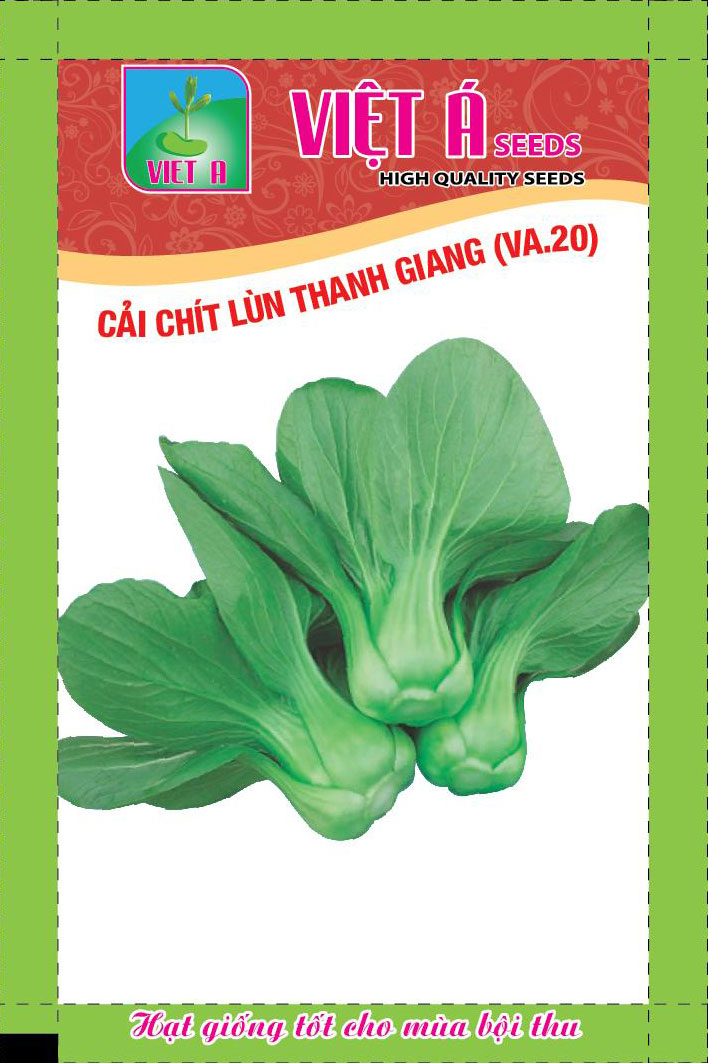 VIET A
VIỆT Á SEEDS
HIGH QUALITY SEEDS
CẢI CHÍT LÙN THANH GIANG (VA.20)
Hạt giống tốt cho mùa bội thu